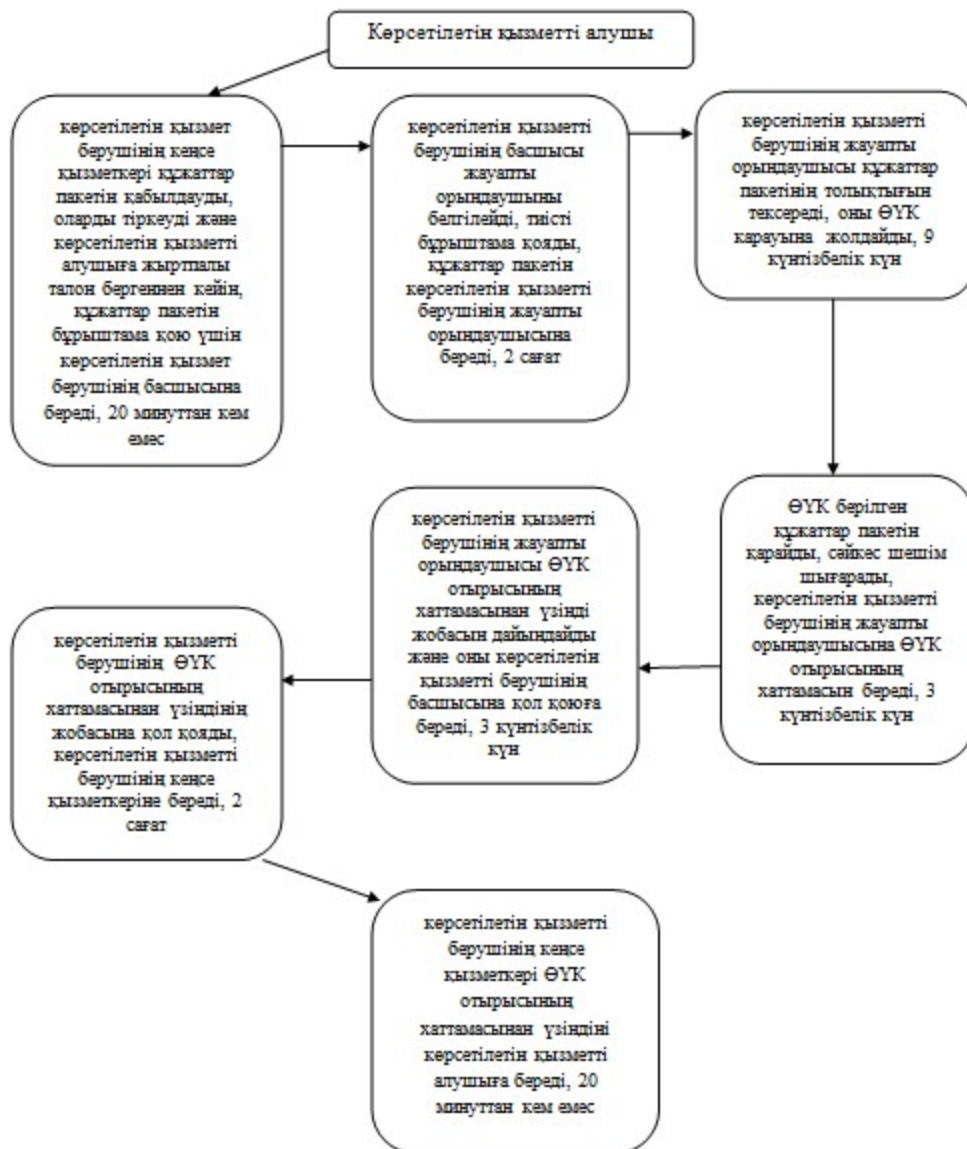 Көрсетілетін қызметті алушы
көрсетілетін қызмет
берушінің кеңсе
қызметкері құжаттар
пакетін қабылдауды,
оларды тіркеуді және
көрсетілетін қызметті
алушыға жыртпалы
талон бергеннен кейін,
құжаттар пакетін
бұрыштама қою үшін
көрсетілетін қызмет
берушінің басшысына
береді, 20 минуттан кем
емес
көрсетілетін қызметті
берушінің басшысы
жауапты
орындаушыны
белгілейді, тиісті
бұрыштама қояды,
құжаттар пакетін
көрсетілетін қызметті
берушінің жауапты
орындаушысына
береді, 2 сағат
көрсетілетін қызметті
берушінің жауапты
орындаушысы құжаттар
пакетінің толықтығын
тексереді, оны ӨҮК
қарауына жолдайды, 9
күнтізбелік күн
ӨҮК берілген
құжаттар пакетін
қарайды, сәйкес шешім
шығарады,
көрсетілетін қызметті
берушінің жауапты
орындаушысына ӨҮК
отырысының
хаттамасын береді, 3
күнтізбелік күн
көрсетілетін қызметті
берушінің жауапты
орындаушысы ӨҮК
отырысының
хаттамасынан үзінді
жобасын дайындайды
және оны көрсетілетін
қызметті берушінің
басшысына қол қоюға
береді, 3 күнтізбелік
күн
көрсетілетін қызметті
берушінің ӨҮК
отырысының
хаттамасынан үзіндінің
жобасына қол қояды,
көрсетілетін қызметті
берушінің кеңсе
қызметкеріне береді, 2
сағат
көрсетілетін қызметті
берушінің кеңсе
қызметкері ӨҮК
отырысының
хаттамасынан үзіндіні
көрсетілетін қызметті
алушыға береді, 20
минуттан кем емес